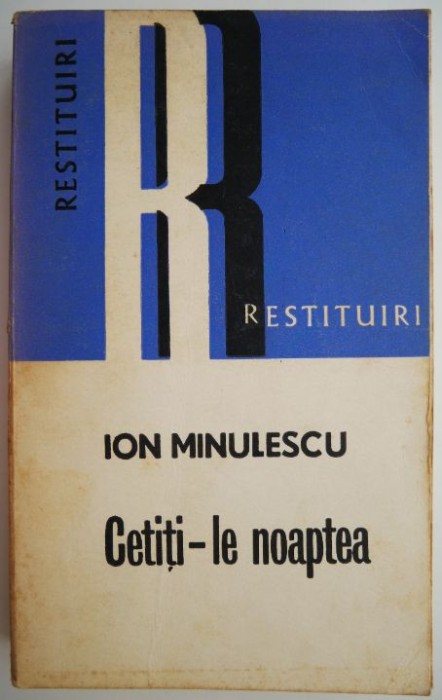 RESTITUIRI
R
RESTITUIRI
ION MINULESCU
Cetiți-le noaptea